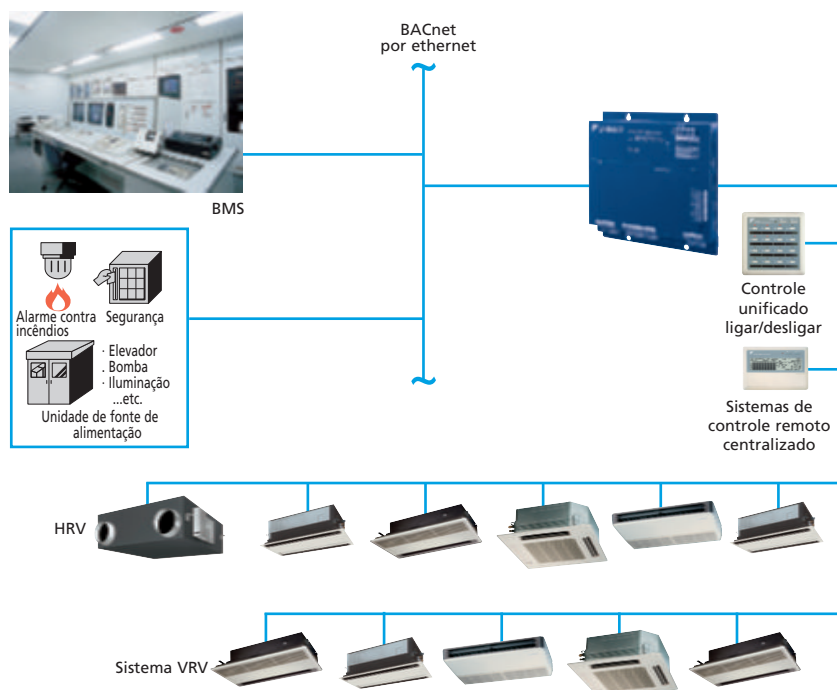 BACnet
por ethernet
BMS
Alarme contra
incêndios
Segurança
· Elevador
. Bomba
· Iluminação
...etc.
Unidade de fonte de
alimentação
Controle
unificado
ligar/desligar
Sistemas de
controle remoto
centralizado
HRV
Sistema VRV